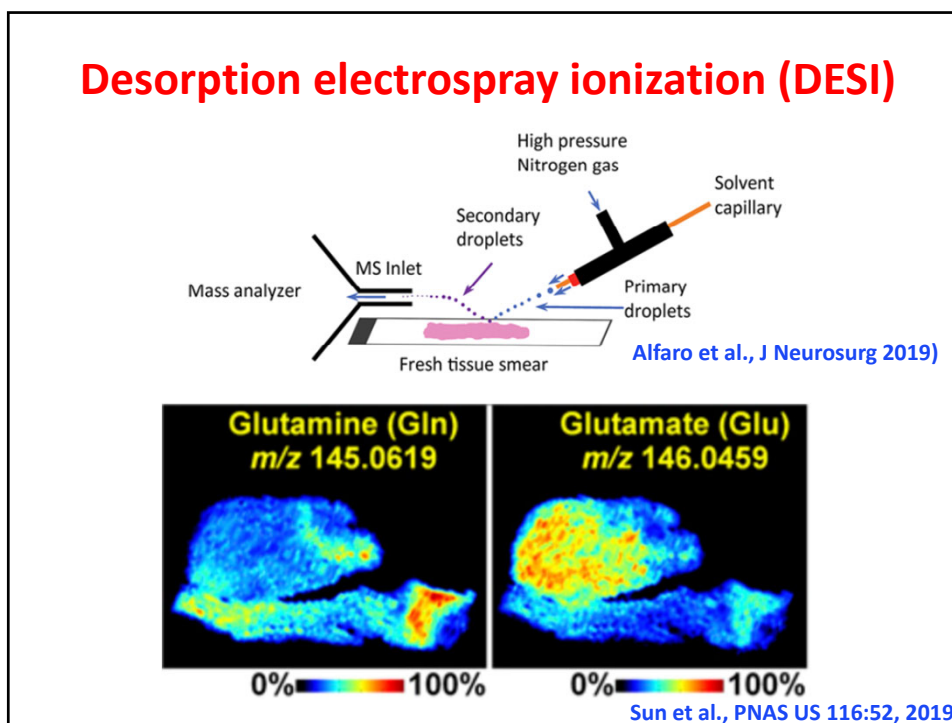 Desorption electrospray ionization (DESI)
High pressure
Nitrogen gas
Solvent
capillary
Secondary
droplets
MS Inlet
Mass analyzer
Primary
droplets
Fresh tissue smear
Alfaro et al., J Neurosurg 2019)
Glutamine (Gln)
m/z 145.0619
Glutamate (Glu)
m/z 146.0459
0% 100%
0% 100%
Sun et al., PNAS US 116:52, 2019